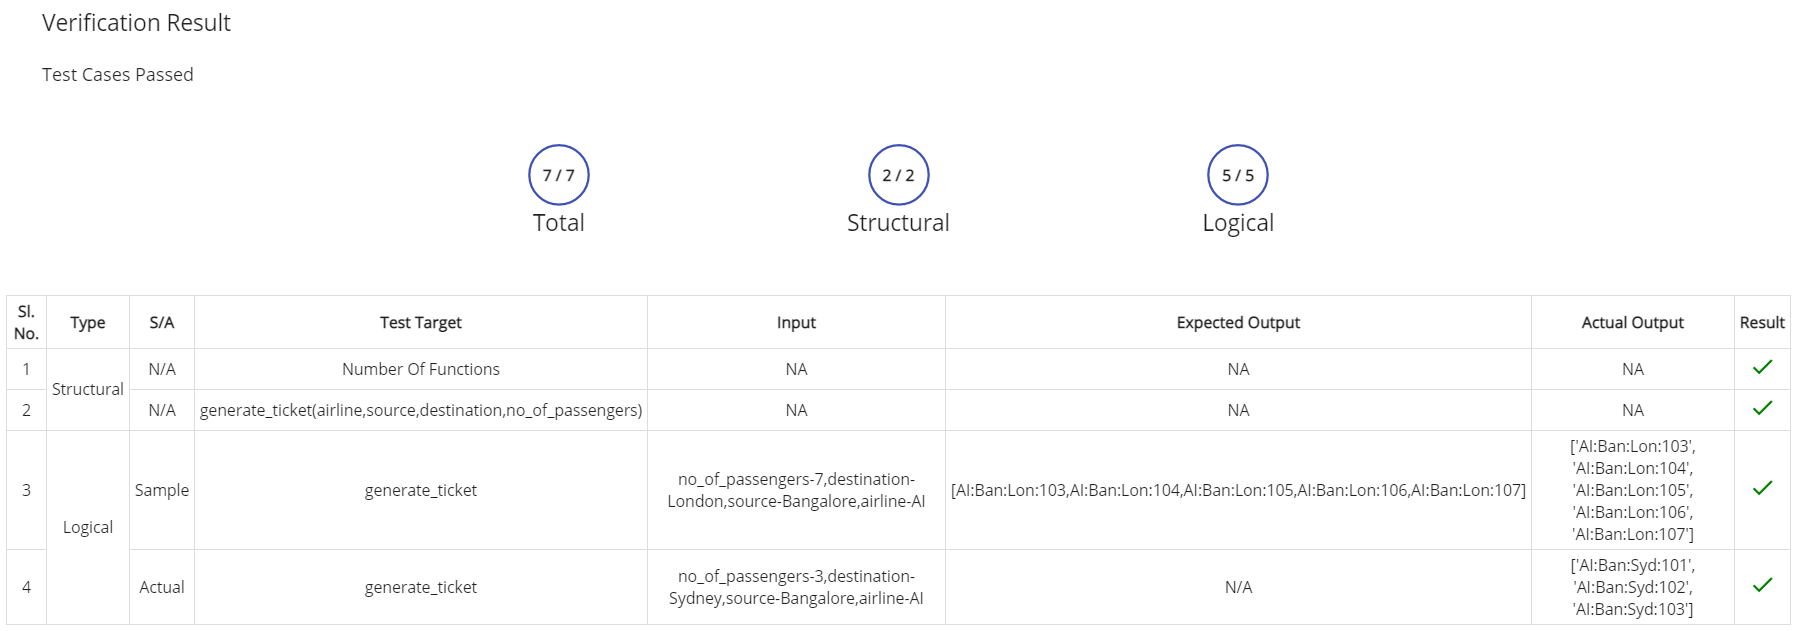 Verification Result
Test Cases Passed
7 / 7
2 / 2
5 / 5
Total
Structural
Logical
Sl. No.
Type
S/A
Test Target
Input
Expected Output
Actual Output
Result
1
Structural
N/A
Number Of Functions
NA
NA
NA
2
N/A
generate_ticket(airline,source,destination,no_of_passengers)
NA
NA
NA
3
Logical
Sample
generate_ticket
no_of_passengers-7,destination-
London,source-Bangalore,airline-AI
[AI:Ban:Lon:103,AI:Ban:Lon:104,AI:Ban:Lon:105,AI:Ban:Lon:106,AI:Ban:Lon:107]
['AI:Ban:Lon:103',
'AI:Ban:Lon:104',
'AI:Ban:Lon:105',
'AI:Ban:Lon:106',
'AI:Ban:Lon:107']
4
Actual
generate_ticket
no_of_passengers-3,destination-
Sydney,source-Bangalore,airline-AI
N/A
['AI:Ban:Syd:101',
'AI:Ban:Syd:102',
'AI:Ban:Syd:103']